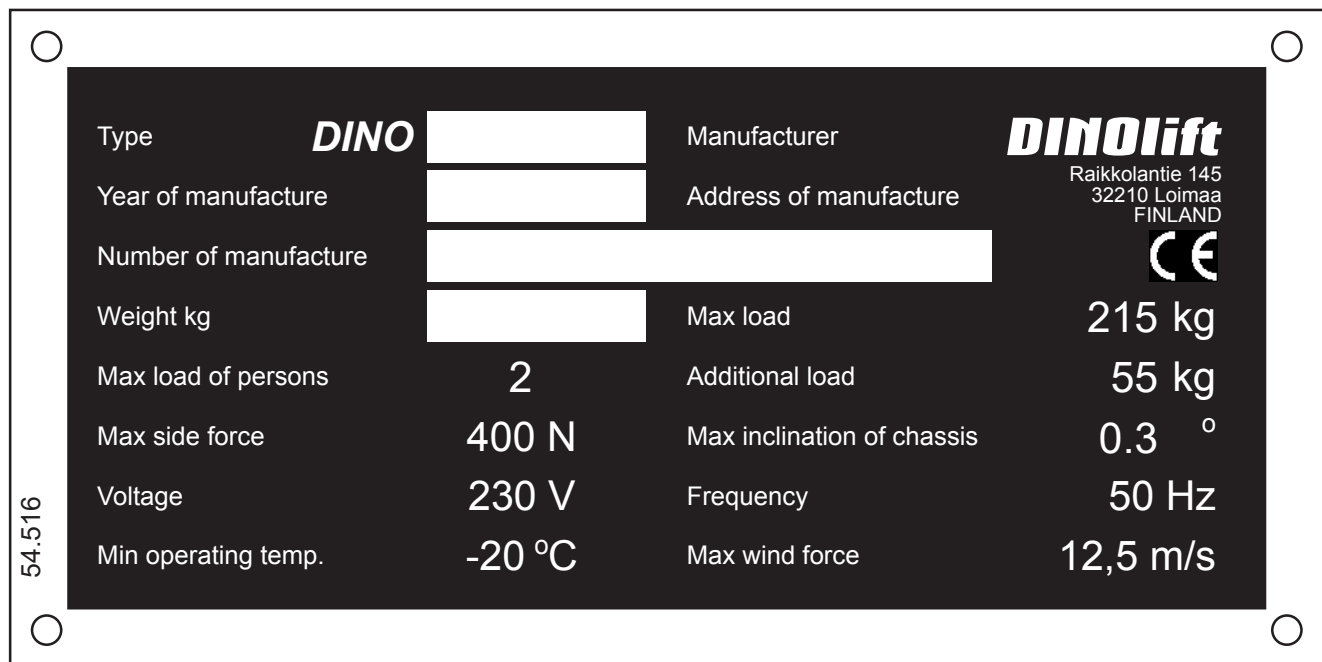 Type DINO Manufacturer DINOlift
Raikkolantie 145
Year of manufacture Address of manufacture 32210 Loimaa
FINLAND
Number of manufacture CE
Weight kg Max load 215 kg
Max load of persons 2 Additional load 55 kg
Max side force 400 N Max inclination of chassis 0.3 º
Voltage 230 V Frequency 50 Hz
Min operating temp. -20 ºC Max wind force 12,5 m/s
54.516